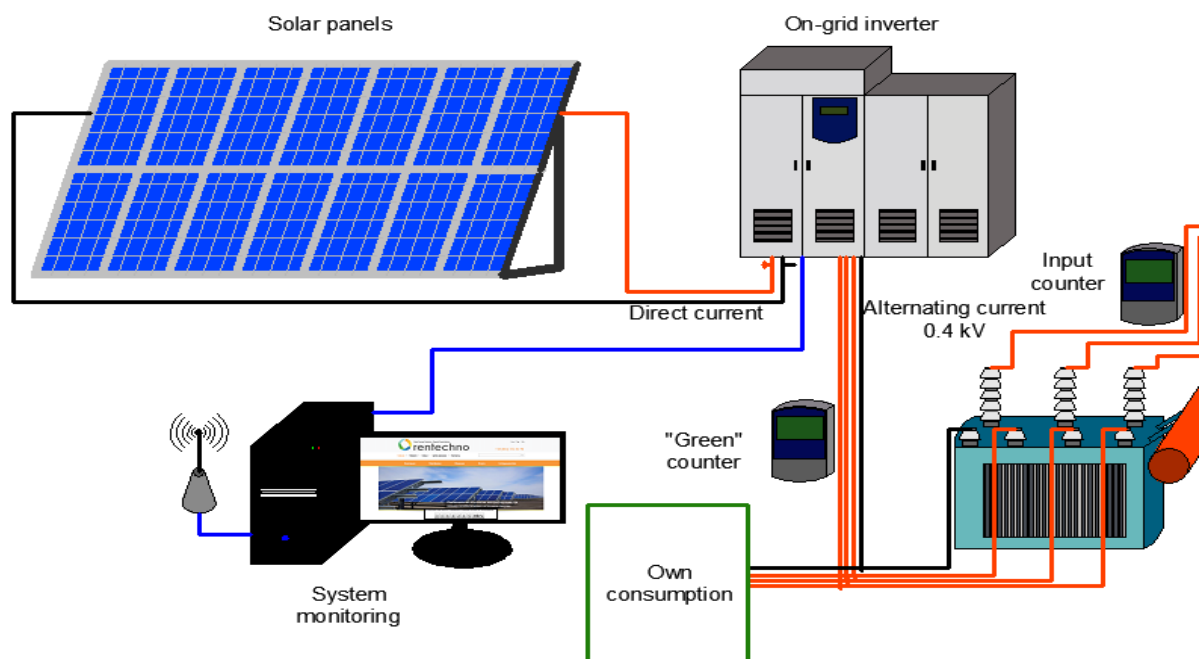 Solar panels
On-grid inverter
Input
counter
Direct current
Alternating current
0.4 kV
"Green"
counter
rentechno
Own
consumption
System
monitoring